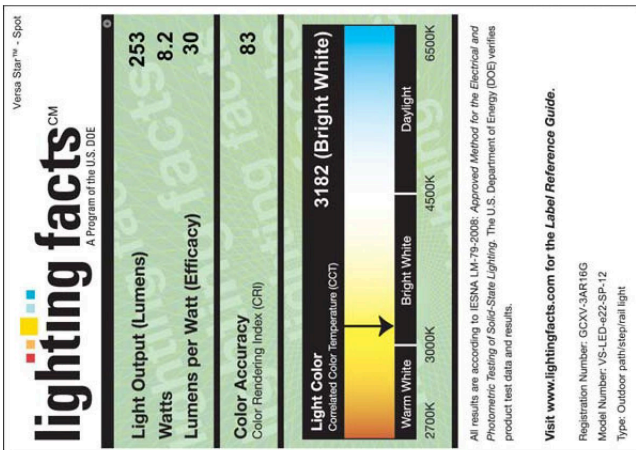 Versa Star™ - Spot
lighting facts CM
A Program of the U.S. DOE
Light Output (Lumens) 253
Watts 8.2
Lumens per Watt (Efficacy) 30
Color Accuracy 83
Color Rendering Index (CRI)
Light Color 3182 (Bright White)
Correlated Color Temperature (CCT)
Warm White Bright White Daylight
2700K 3000K 4500K 6500K
All results are according to IESNA LM-79-2008: Approved Method for the Electrical and
Photometric Testing of Solid-State Lighting. The U.S. Department of Energy (DOE) verifies
product test data and results.
Visit www.lightingfacts.com for the Label Reference Guide.
Registration Number: GCXV-3AR16G
Model Number: VS-LED-e22-SP-12
Type: Outdoor path/step/rail light